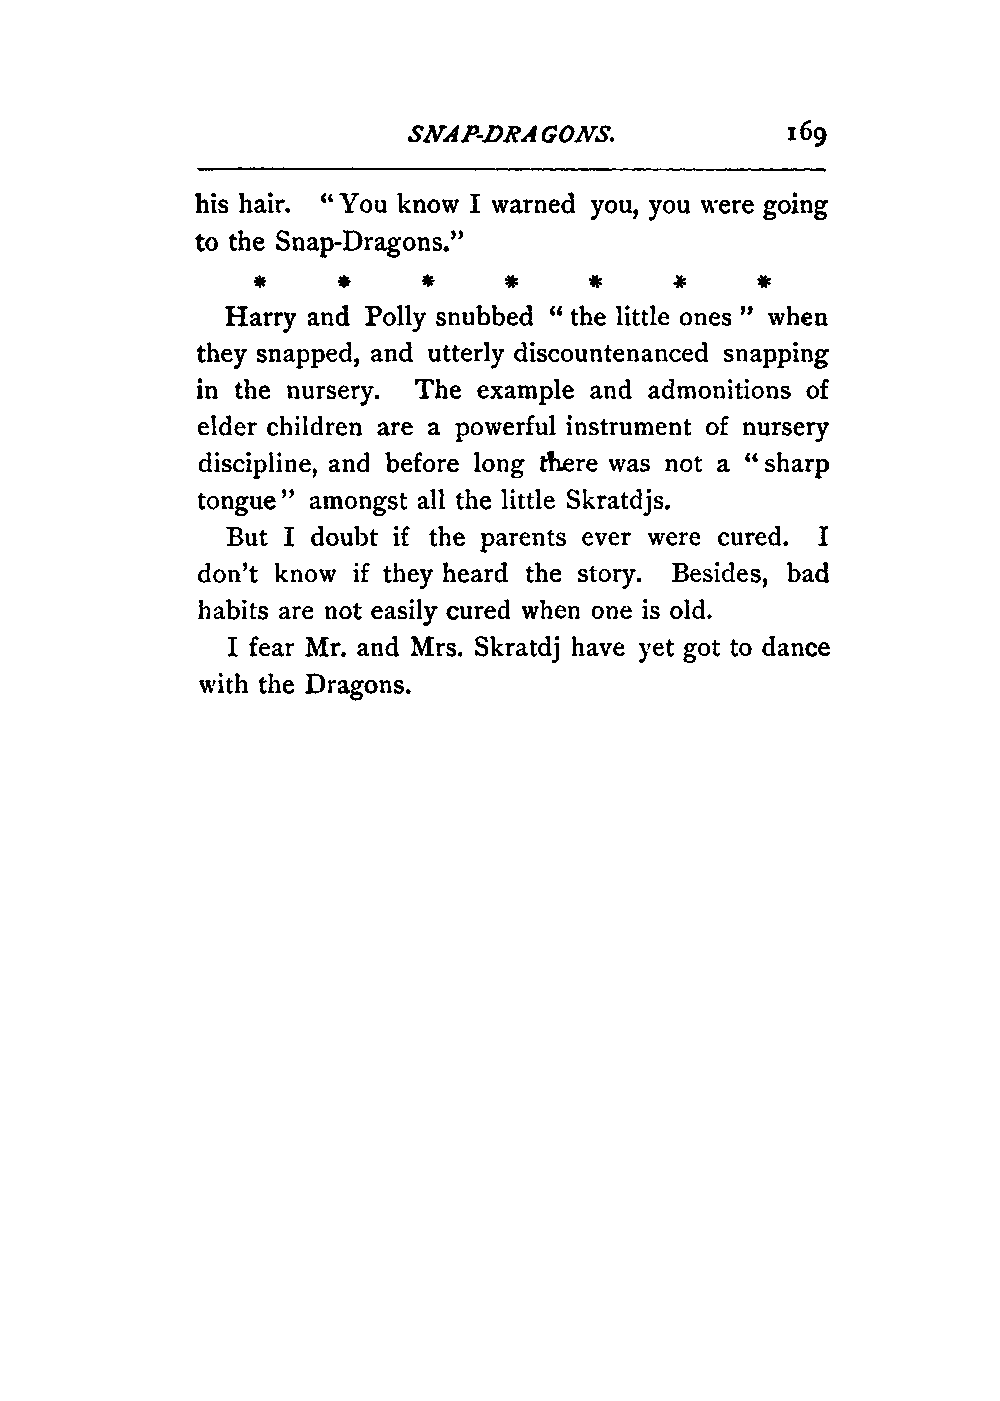 SNAP-DRAGONS. 169
his hair. "You know I warned you, you were going
to the Snap-Dragons."
* * * * * * *
Harry and Polly snubbed "the little ones" when
they snapped, and utterly discountenanced snapping
in the nursery. The example and admonitions of
elder children are a powerful instrument of nursery
discipline, and before long there was not a "sharp
tongue" amongst all the little Skratdjs.
But I doubt if the parents ever were cured. I
don't know if they heard the story. Besides, bad
habits are not easily cured when one is old.
I fear Mr. and Mrs. Skratdj have yet got to dance
with the Dragons.